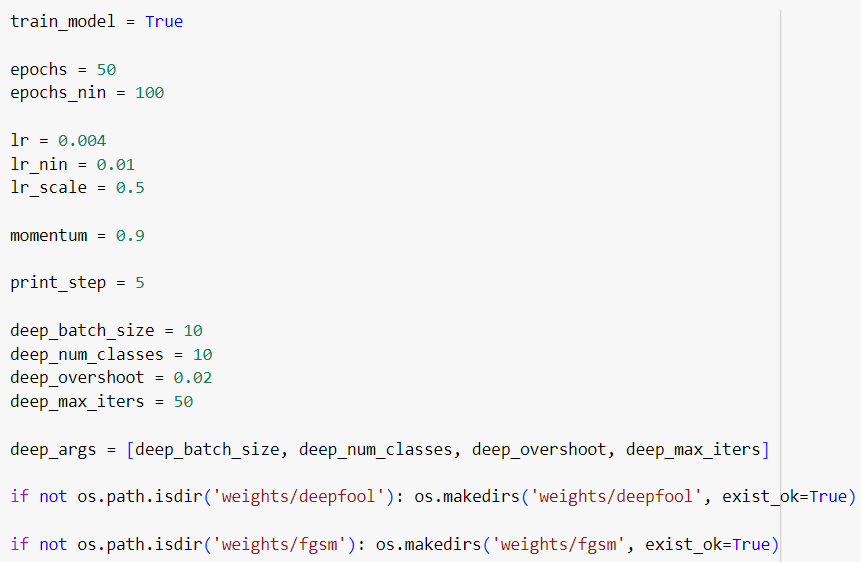 train_model = True
epochs = 50
epochs_nin = 100
lr = 0.004
lr_nin = 0.01
lr_scale = 0.5
momentum = 0.9
print_step = 5
deep_batch_size = 10
deep_num_classes = 10
deep_overshoot = 0.02
deep_max_iters = 50
deep_args = [deep_batch_size, deep_num_classes, deep_overshoot, deep_max_iters]
if not os.path.isdir('weights/deepfool'): os.makedirs('weights/deepfool', exist_ok=True)
if not os.path.isdir('weights/fgsm'): os.makedirs('weights/fgsm', exist_ok=True)